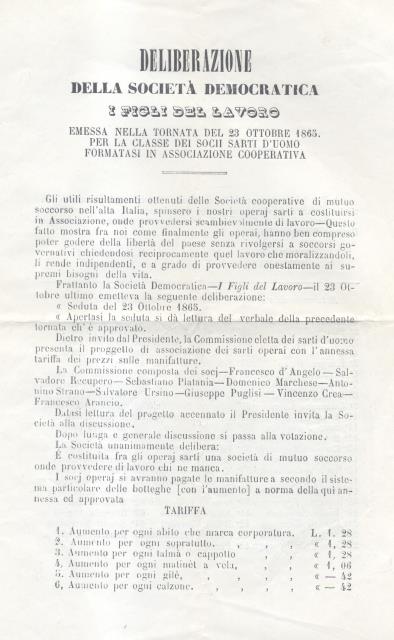 DELIBERAZIONE
DELLA SOCIETÀ DEMOCRATICA
I FIGLI DEL LAVORO
EMESSA NELLA TORNATA DEL 23 OTTOBRE 1865.
PER LA CLASSE DEI SOCII SARTI D'UOMO
FORMATASI IN ASSOCIAZIONE COOPERATIVA
Gli utili risultamenti ottenuti delle Società cooperative di mutuo
soccorso nell'alta Italia, spinsero i nostri operaj sarti a costituirsi
in Associazione, onde provvedersi scambievolmente di lavoro—Questo
fatto mostra fra noi come finalmente gli operai, hanno ben compreso
poter godere della libertà del paese senza rivolgersi a soccorsi go-
vernativi chiedendosi reciprocamente quel lavoro che moralizzandoli,
li rende indipendenti, e a grado di provvedere onestamente ai su-
premi bisogni della vita.
Frattanto la Società Democratica—I Figli del Lavoro—il 23 Ot-
tobre ultimo emetteva la seguente deliberazione:
« Seduta del 23 Ottobre 1865.
« Apertasi la seduta si dà lettura del verbale della precedente
tornata ch'è approvato.
Dietro invito dal Presidente, la Commissione eletta dei sarti d'uomo
presenta il proggetto di associazione dei sarti operai con l'annessa
tariffa dei prezzi sulle manifatture.
La Commissione composta dei socj—Francesco d'Angelo—Sal-
vadore Recupero—Sebastiano Platania—Domenico Marchese—Anto-
nino Strano—Salvatore Ursino—Giuseppe Puglisi—Vincenzo Crea—
Francesco Arancio.
Datasi lettura del progetto accennato il Presidente invita la So-
cietà alla discussione.
Dopo lunga e generale discussione si passa alla votazione.
La Società unanimamente delibera:
È costituita fra gli operaj sarti una società di mutuo soccorso
onde provvedere di lavoro chi ne manca.
I socj operaj si avranno pagate le manifatture a secondo il siste-
ma particolare delle botteghe [con l'aumento] a norma della qui an-
nessa ed approvata
TARIFFA
1. Aumento per ogni abito che marca corporatura. L. 1, 28
2. Aumento per ogni sopratutto. , , , « 1, 28
3. Aumento per ogni talmà o cappotto , , « 1, 28
4, Aumento per ogni matinèt a vela, , , « 1, 06
5. Aumento per ogni gilè, , , , , « — 42
6, Aumento per ogni calzone. , , , , « — 42